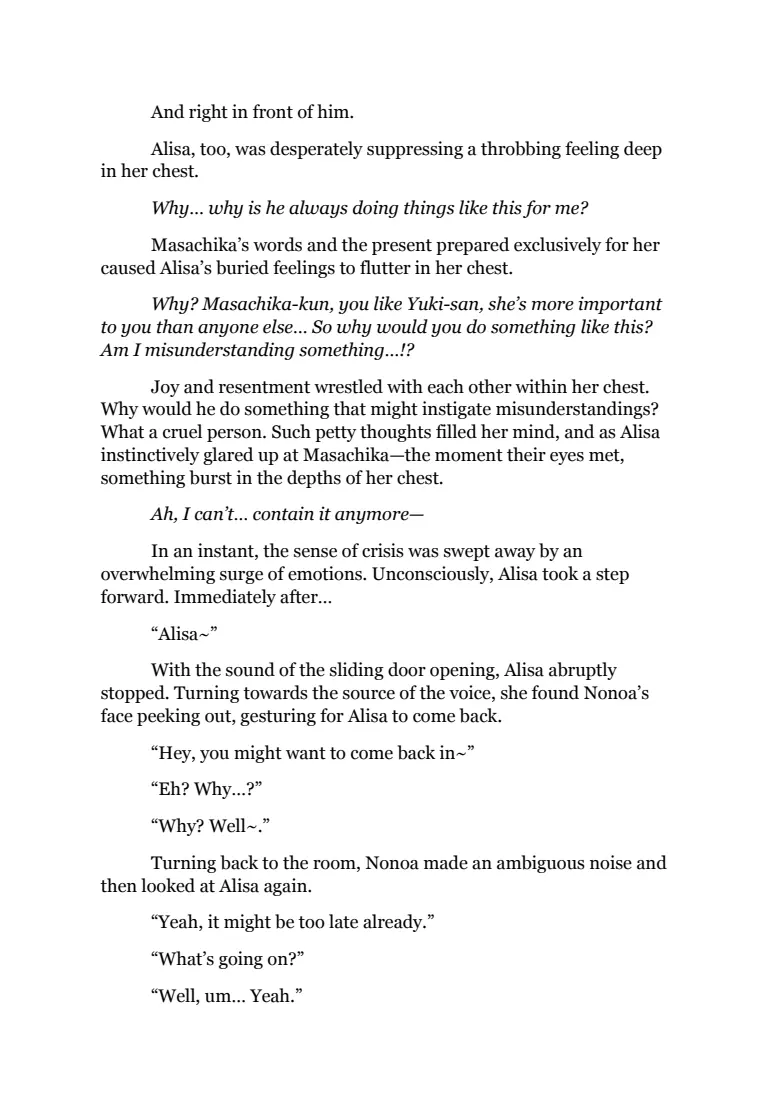 And right in front of him.
Alisa, too, was desperately suppressing a throbbing feeling deep
in her chest.
Why… why is he always doing things like this for me?
Masachika’s words and the present prepared exclusively for her
caused Alisa’s buried feelings to flutter in her chest.
Why? Masachika-kun, you like Yuki-san, she’s more important
to you than anyone else… So why would you do something like this?
Am I misunderstanding something…!?
Joy and resentment wrestled with each other within her chest.
Why would he do something that might instigate misunderstandings?
What a cruel person. Such petty thoughts filled her mind, and as Alisa
instinctively glared up at Masachika—the moment their eyes met,
something burst in the depths of her chest.
Ah, I can’t… contain it anymore—
In an instant, the sense of crisis was swept away by an
overwhelming surge of emotions. Unconsciously, Alisa took a step
forward. Immediately after…
“Alisa~”
With the sound of the sliding door opening, Alisa abruptly
stopped. Turning towards the source of the voice, she found Nonoa’s
face peeking out, gesturing for Alisa to come back.
“Hey, you might want to come back in~”
“Eh? Why…?”
“Why? Well~.”
Turning back to the room, Nonoa made an ambiguous noise and
then looked at Alisa again.
“Yeah, it might be too late already.”
“What’s going on?”
“Well, um… Yeah.”